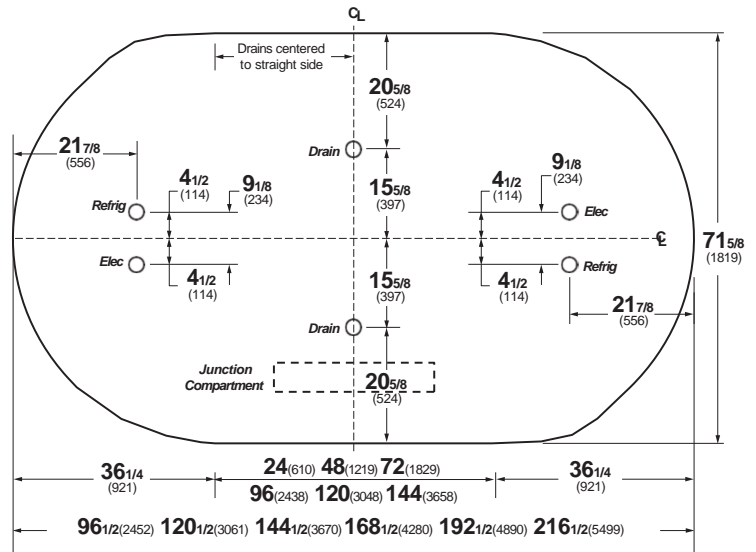 CL
Drains centered
to straight side
20 5/8
(524)
21 7/8
(556)
Drain
4 1/2
(114)
9 1/8
(234)
15 5/8
(397)
4 1/2
(114)
9 1/8
(234)
Refrig
Elec
CL
71 5/8
(1819)
Elec
Refrig
4 1/2
(114)
15 5/8
(397)
4 1/2
(114)
21 7/8
(556)
Drain
Junction
Compartment
20 5/8
(524)
36 1/4
(921)
24(610) 48(1219) 72(1829)
96(2438) 120(3048) 144(3658)
36 1/4
(921)
96 1/2(2452) 120 1/2(3061) 144 1/2(3670) 168 1/2(4280) 192 1/2(4890) 216 1/2(5499)